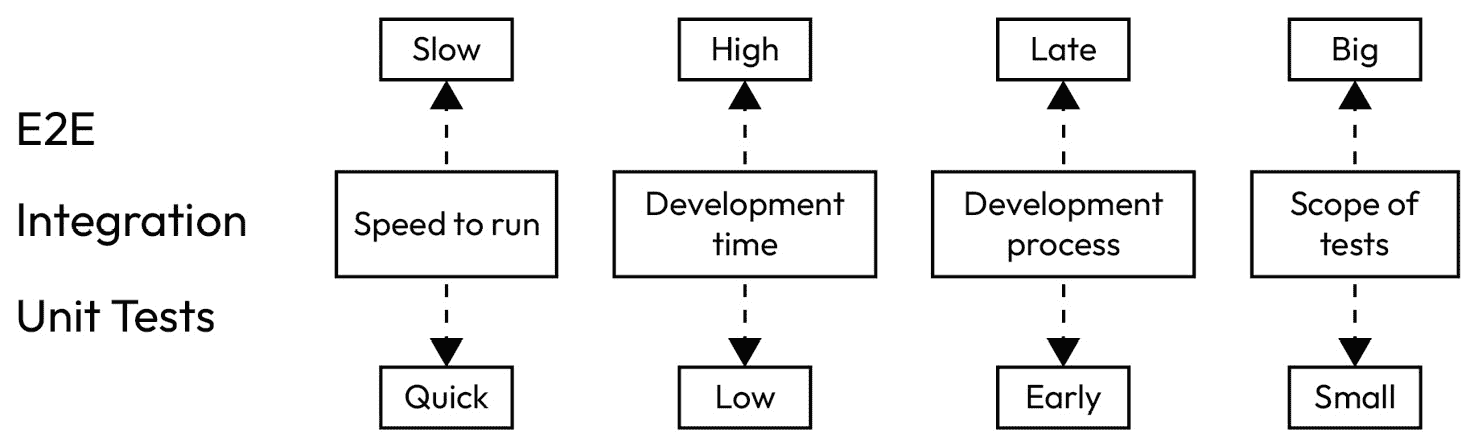 Slow
High
Late
Big
E2E
Integration
Unit Tests
Speed to run
Development
time
Development
process
Scope of
tests
Quick
Low
Early
Small